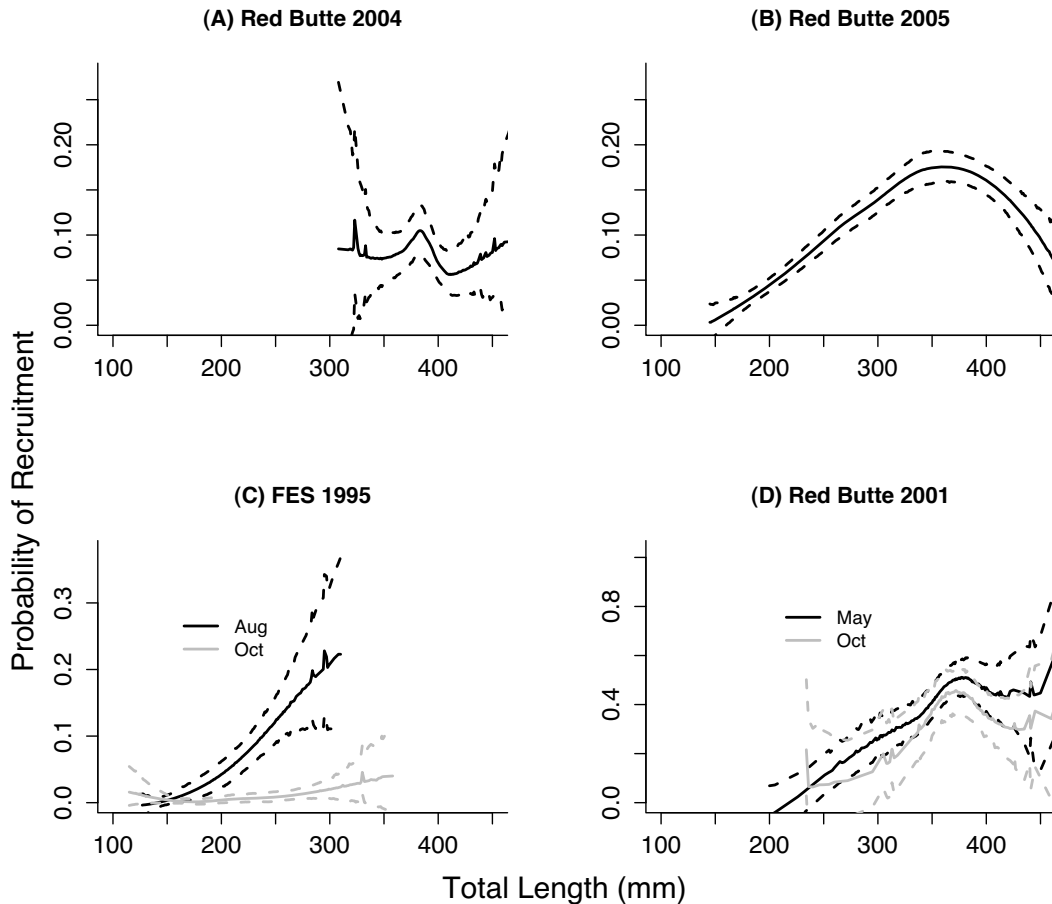 (A) Red Butte 2004
(B) Red Butte 2005
0.00 0.10 0.20
100 200 300 400
0.00 0.10 0.20
100 200 300 400
Probability of Recruitment
(C) FES 1995
(D) Red Butte 2001
0.0 0.1 0.2 0.3
Aug
Oct
100 200 300 400
0.0 0.4 0.8
May
Oct
100 200 300 400
Total Length (mm)